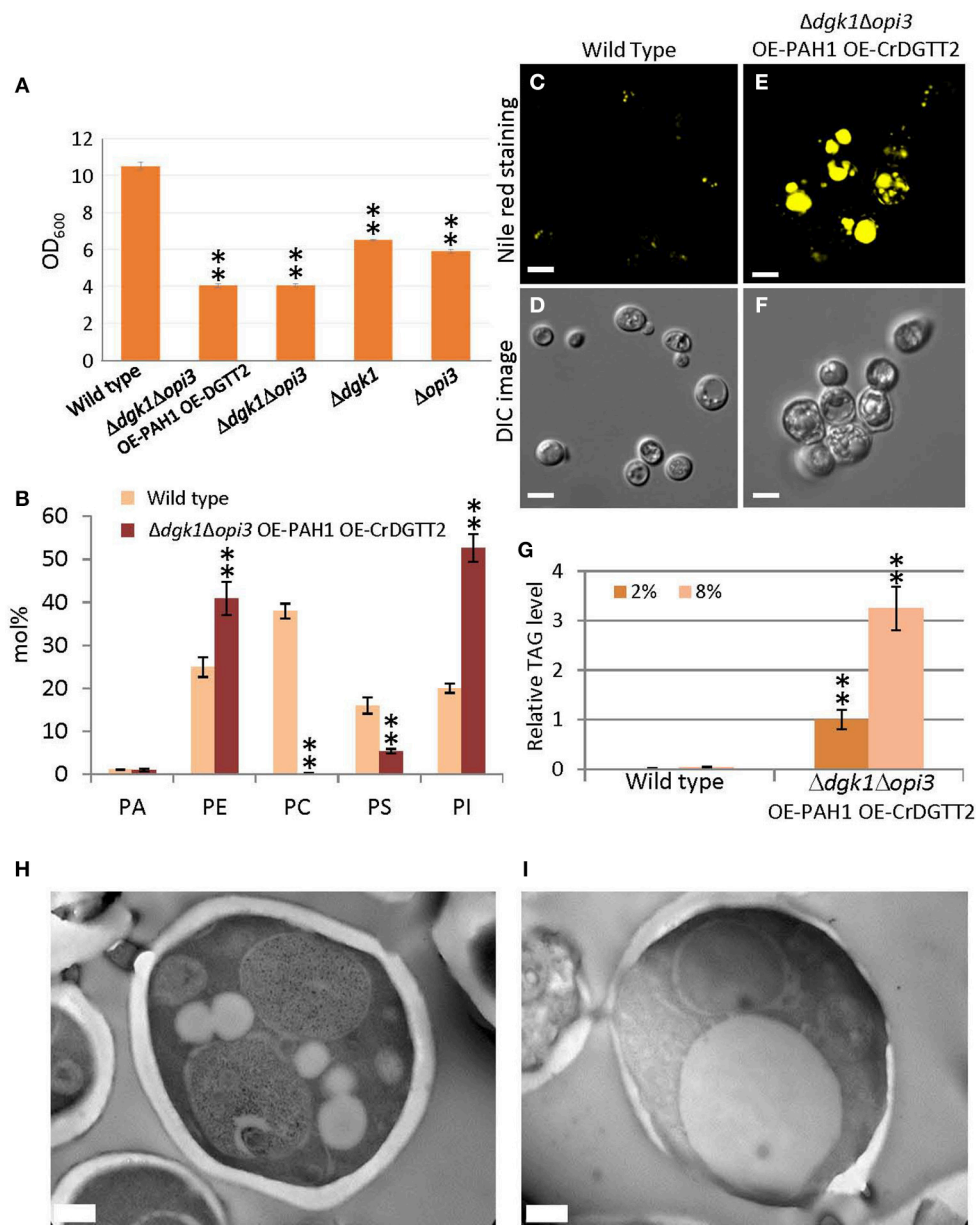 A
OD600
12
10
8
6
4
2
0
**
**
**
**
Wild type
Δdgk1Δopi3
OE-PAH1 OE-DGTT2
Δdgk1Δopi3
Δdgk1
Δopi3
Wild Type
Δdgk1Δopi3
OE-PAH1 OE-CrDGTT2
Nile red staining
C
E
DIC image
D
F
B
Wild type
Δdgk1Δopi3 OE-PAH1 OE-CrDGTT2
mol%
60
50
40
30
20
10
0
**
**
**
**
PA
PE
PC
PS
PI
G
2%
8%
Relative TAG level
4
3
2
1
0
**
**
Wild type
Δdgk1Δopi3
OE-PAH1 OE-CrDGTT2
H
I